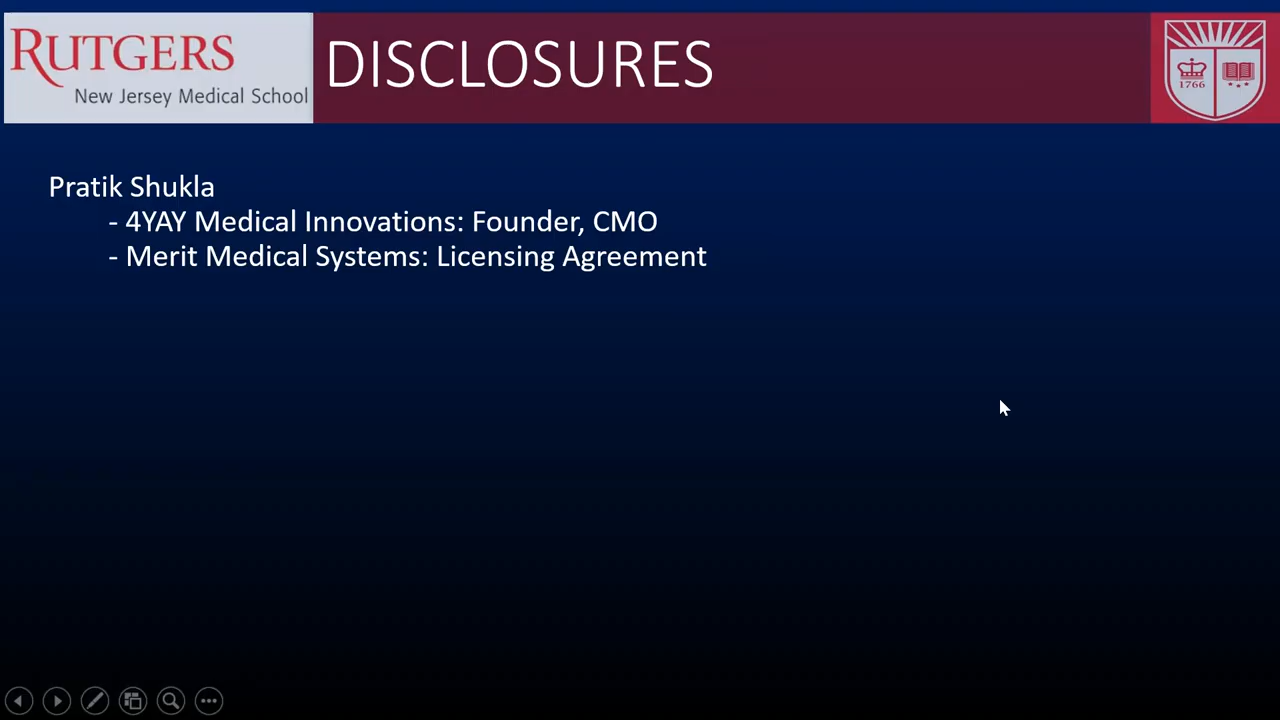 RUTGERS
New Jersey Medical School
DISCLOSURES
1766
Pratik Shukla
- 4YAY Medical Innovations: Founder, CMO
- Merit Medical Systems: Licensing Agreement